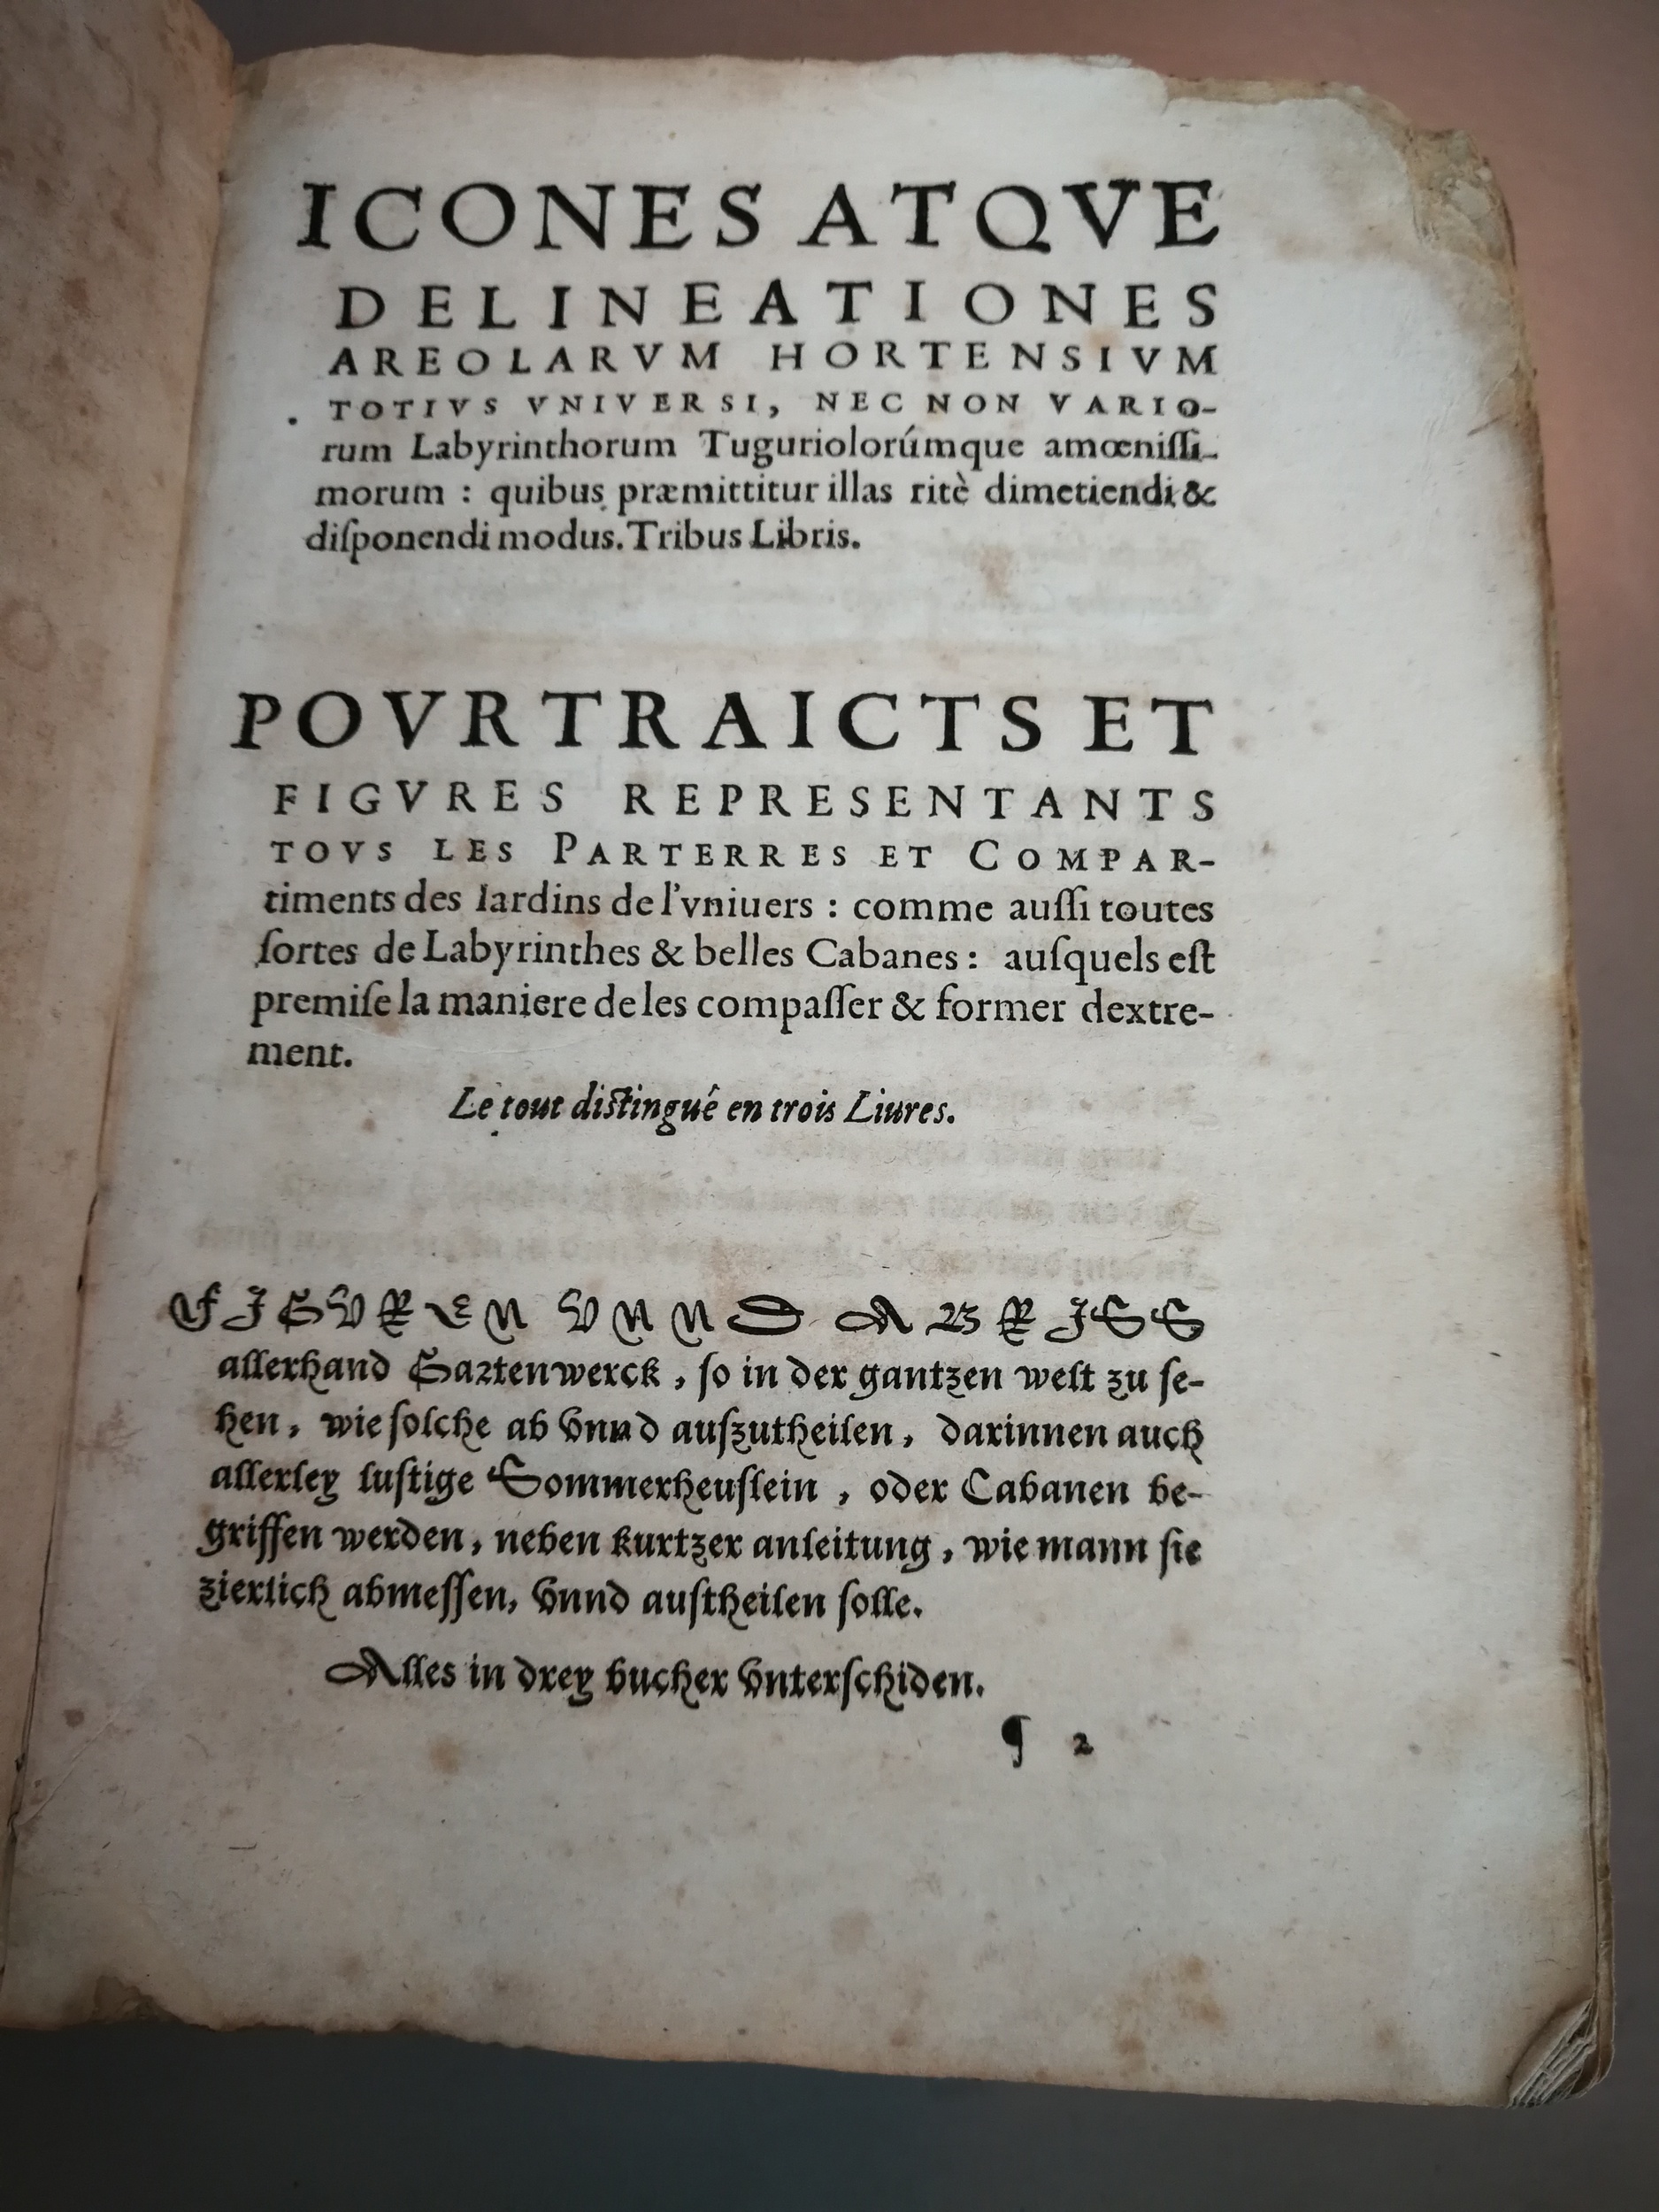 ICONES ATQVE
DELINEATIONES
AREOLARVM HORTENSIVM
TOTIVS VNIVERSI, NEC NON VARIO-
rum Labyrinthorum Tuguriolorúmque amœniſſi-
morum : quibus præmittitur illas ritè dimetiendi &
diſponendi modus. Tribus Libris.
POVRTRAICTS ET
FIGVRES REPRESENTANTS
TOVS LES PARTERRES ET COMPAR-
timents des Iardins de l'vniuers : comme auſſi toutes
ſortes de Labyrinthes & belles Cabanes : auſquels eſt
premiſe la maniere de les compaſſer & former dextre-
ment.
Le tout diſtingué en trois Liures.
FIGVREN VNND ABRISS
allerhand Gartenwerck, ſo in der gantzen welt zu ſe-
hen, wie ſolche ab vnnd auſzutheilen, darinnen auch
allerley luſtige Sommerheuſlein, oder Cabanen be-
griffen werden, neben kurtzer anleitung, wie mann ſie
zierlich abmeſſen, vnnd auſtheilen ſolle.
Alles in drey bucher vnterſchiden.
¶ 2